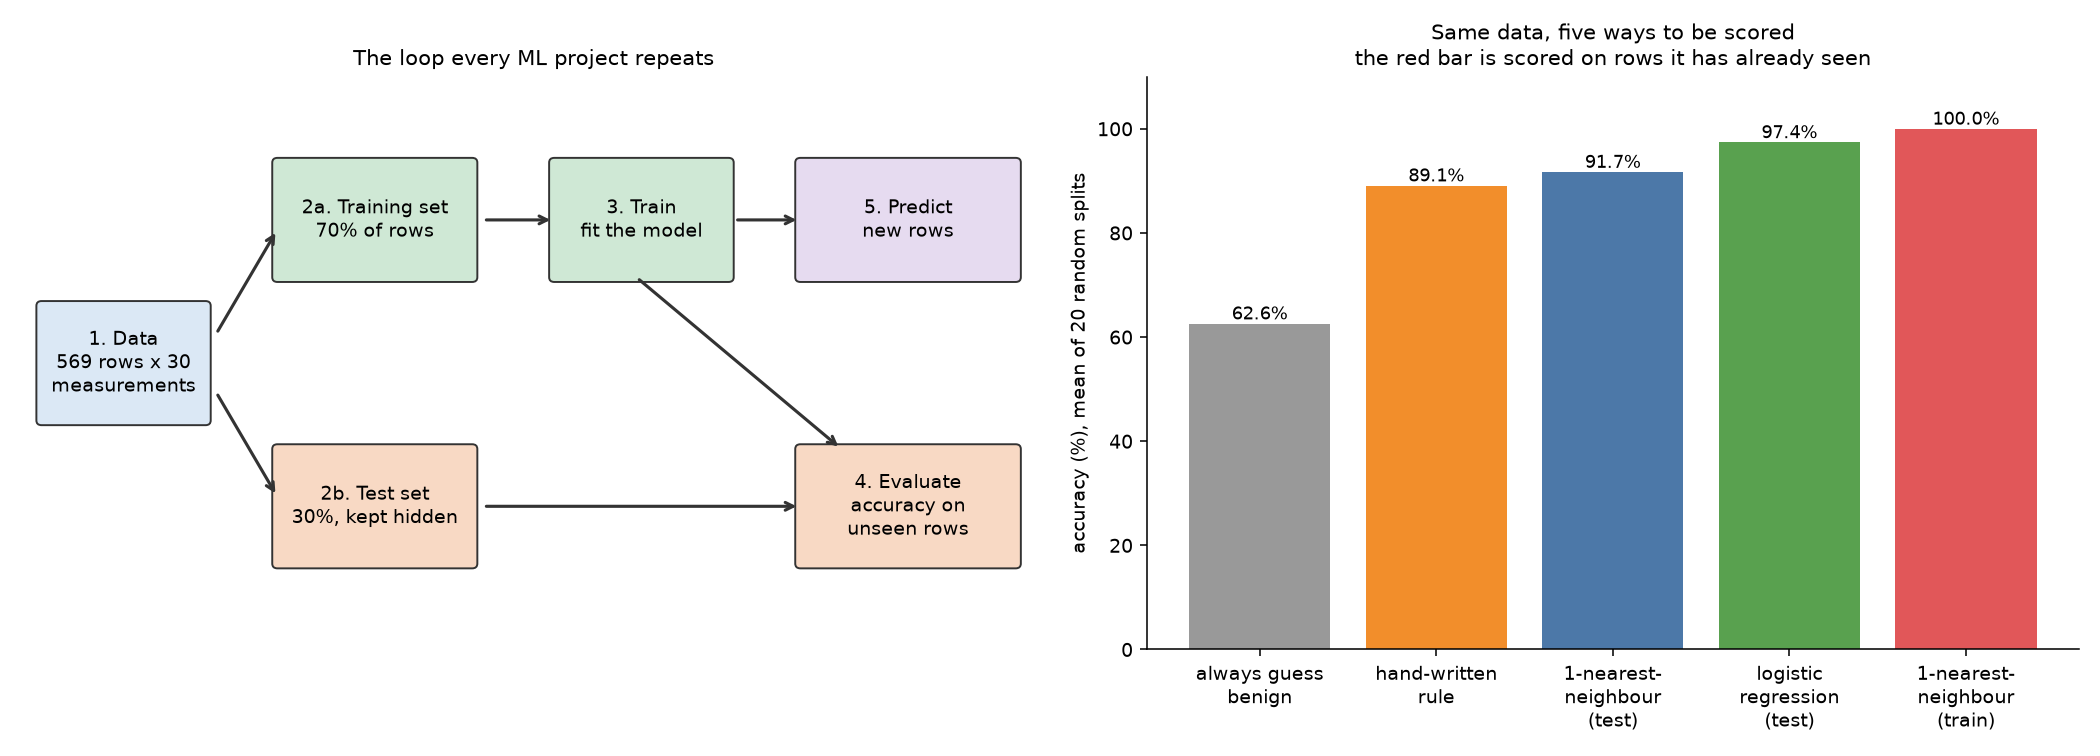 The loop every ML project repeats
1. Data
569 rows x 30
measurements
2a. Training set
70% of rows
3. Train
fit the model
5. Predict
new rows
2b. Test set
30%, kept hidden
4. Evaluate
accuracy on
unseen rows
Same data, five ways to be scored
the red bar is scored on rows it has already seen
accuracy (%), mean of 20 random splits
100
80
60
40
20
0
62.6%
89.1%
91.7%
97.4%
100.0%
always guess
benign
hand-written
rule
1-nearest-
neighbour
(test)
logistic
regression
(test)
1-nearest-
neighbour
(train)